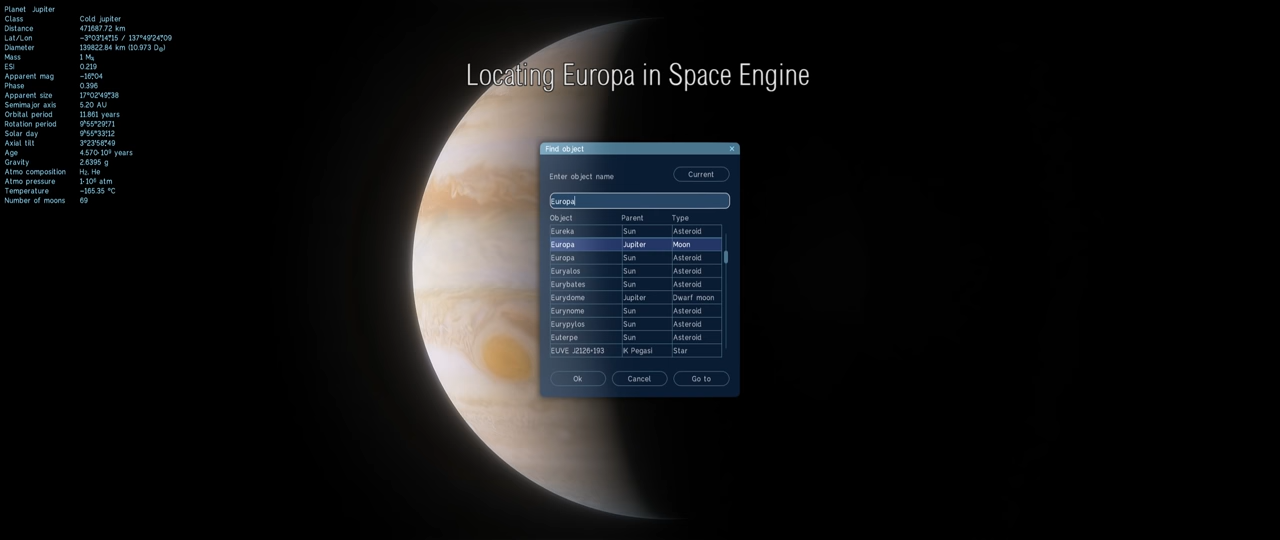 Planet Jupiter
Class Cold jupiter
Distance 471687.72 km
Lat/Lon -3°03'14."15 / 137°49'24."09
Diameter 139822.84 km (10.973 D⊕)
Mass 1 M♃
ESI 0.219
Apparent mag -16.m04
Phase 0.396
Apparent size 17°02'49."38
Semimajor axis 5.20 AU
Orbital period 11.861 years
Rotation period 9ʰ55ᵐ29.ˢ71
Solar day 9ʰ55ᵐ33.ˢ12
Axial tilt 3°23'58."49
Age 4.570·10⁹ years
Gravity 2.6395 g
Atmo composition H₂, He
Atmo pressure 1·10⁶ atm
Temperature -165.35 °C
Number of moons 69
Locating Europa in Space Engine
Find object ×
Enter object name Current
Europa
Object Parent Type
Eureka Sun Asteroid
Europa Jupiter Moon
Europa Sun Asteroid
Euryalos Sun Asteroid
Eurybates Sun Asteroid
Eurydome Jupiter Dwarf moon
Eurynome Sun Asteroid
Eurypylos Sun Asteroid
Euterpe Sun Asteroid
EUVE J2126+193 IK Pegasi Star
Ok Cancel Go to